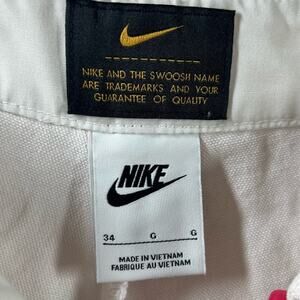 NIKE AND THE SWOOSH NAME
ARE TRADEMARKS AND YOUR
GUARANTEE OF QUALITY
NIKE
34 G G
MADE IN VIETNAM
FABRIQUE AU VIETNAM